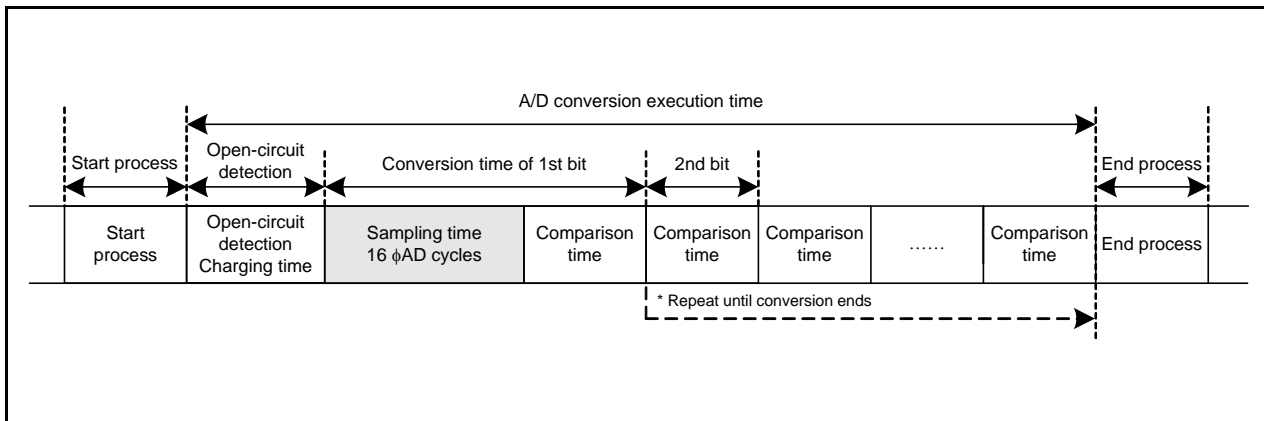 A/D conversion execution time
Start process
Open-circuit
detection
Conversion time of 1st bit
2nd bit
End process
Start
process
Open-circuit
detection
Charging time
Sampling time
16 ϕAD cycles
Comparison
time
Comparison
time
Comparison
time
……
Comparison
time
End process
* Repeat until conversion ends